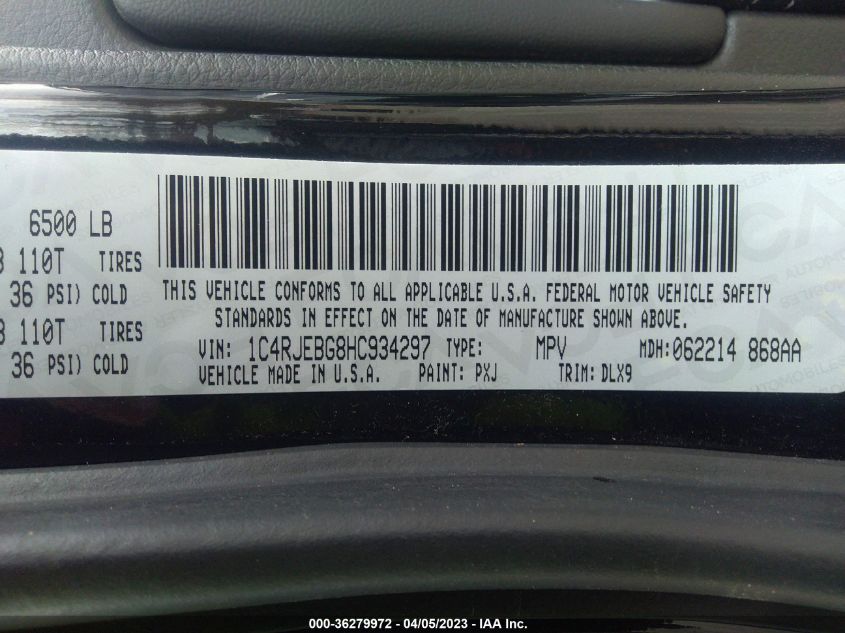 6500 LB
110T TIRES
36 PSI) COLD
110T TIRES
36 PSI) COLD
THIS VEHICLE CONFORMS TO ALL APPLICABLE U.S.A. FEDERAL MOTOR VEHICLE SAFETY
STANDARDS IN EFFECT ON THE DATE OF MANUFACTURE SHOWN ABOVE.
VIN: 1C4RJEBG8HC934297 TYPE: MPV MDH:062214 868AA
VEHICLE MADE IN U.S.A. PAINT: PXJ TRIM: DLX9
000-36279972 - 04/05/2023 - IAA Inc.